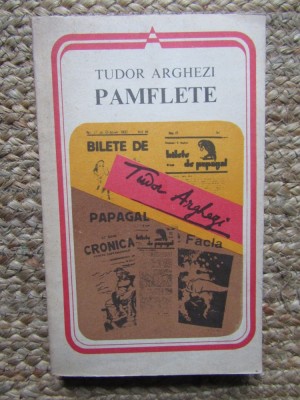 TUDOR ARGHEZI
PAMFLETE
BILETE DE
bilete
de papagal
Tudor Arghezi
PAPAGAL
CRONICA
Facla